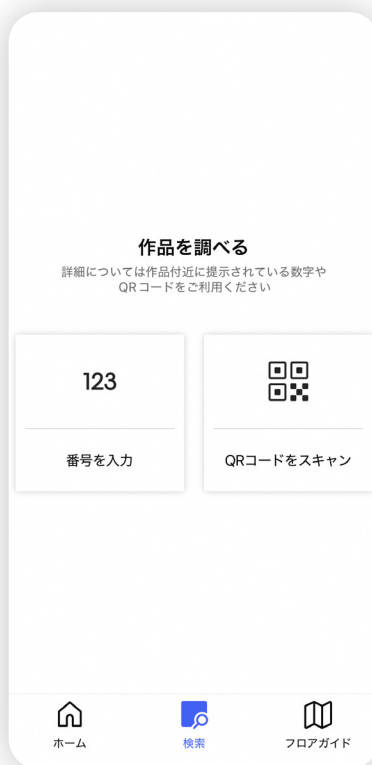 作品を調べる
詳細については作品付近に提示されている数字や
QRコードをご利用ください
123
番号を入力
QRコードをスキャン
ホーム
検索
フロアガイド